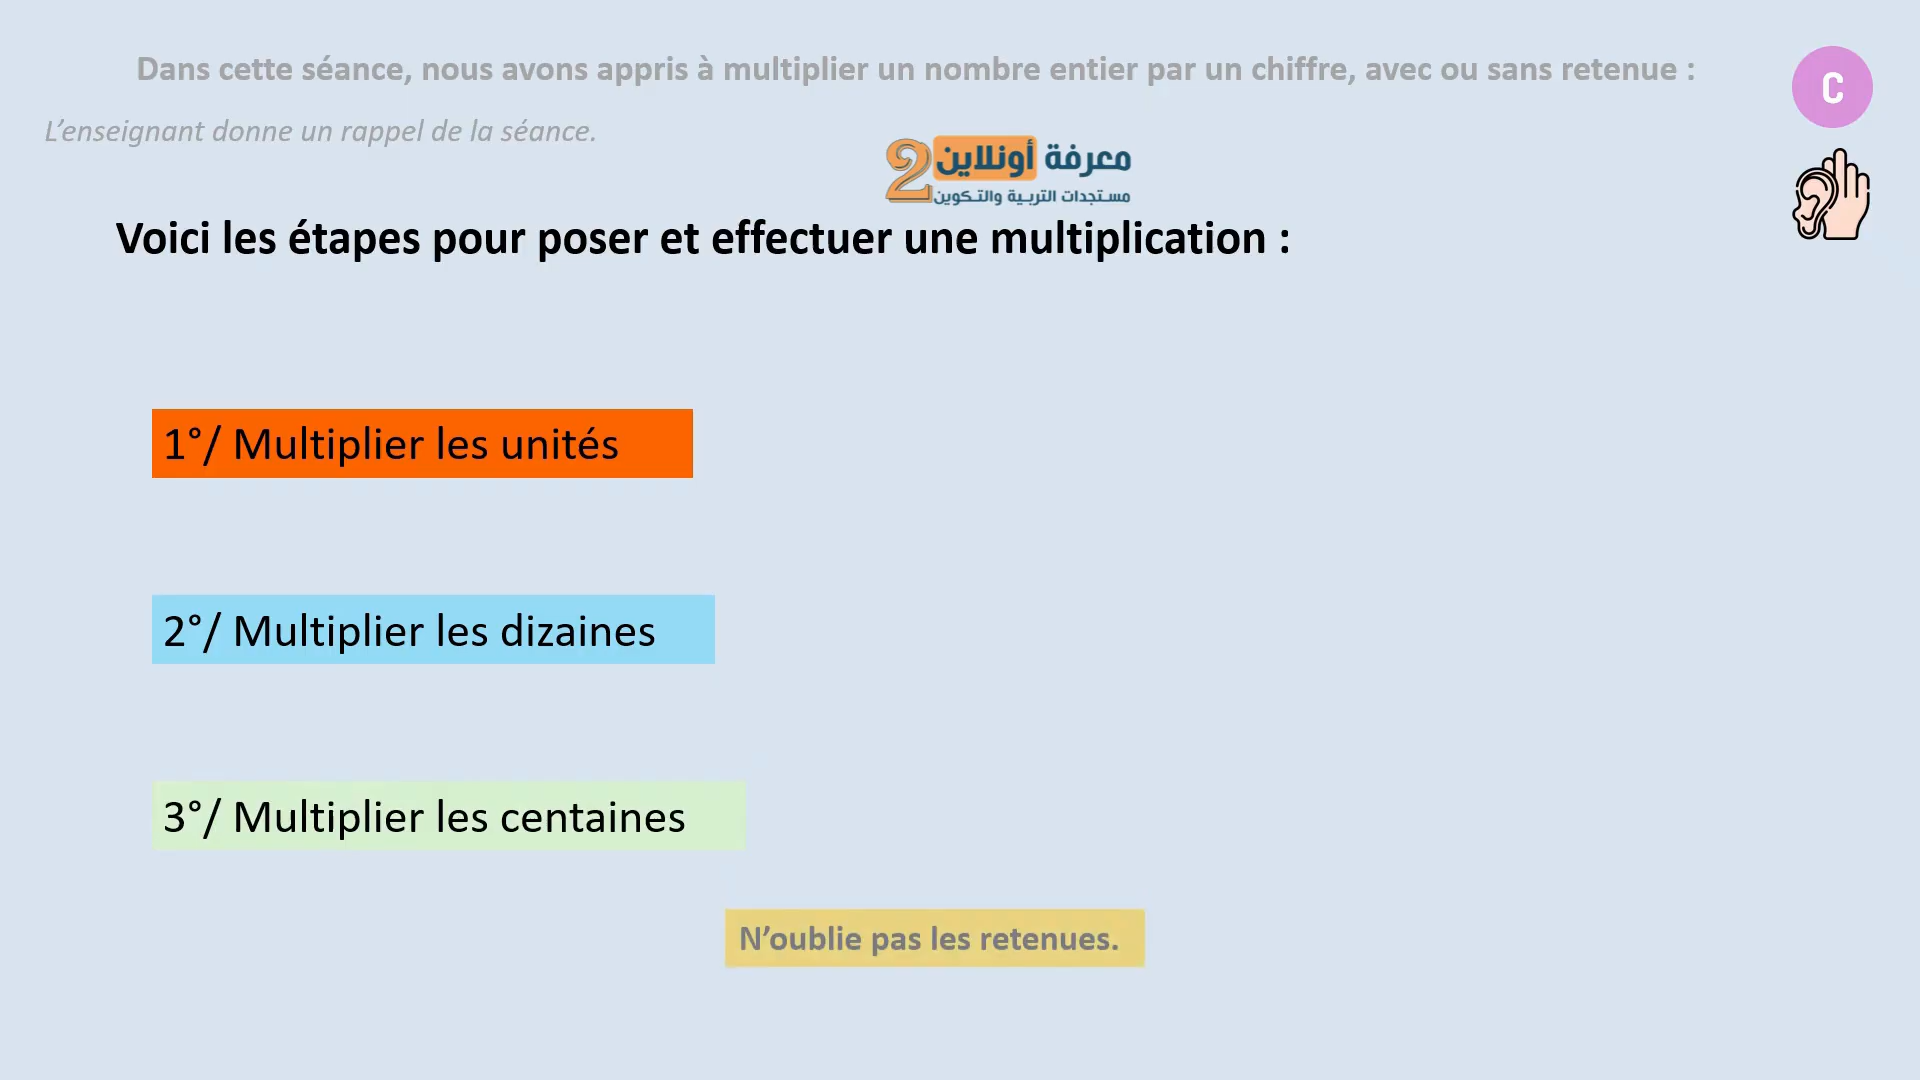 Dans cette séance, nous avons appris à multiplier un nombre entier par un chiffre, avec ou sans retenue :
C
L’enseignant donne un rappel de la séance.
2 معرفة أونلاين
مستجدات التربية والتكوين
Voici les étapes pour poser et effectuer une multiplication :
1°/ Multiplier les unités
2°/ Multiplier les dizaines
3°/ Multiplier les centaines
N’oublie pas les retenues.